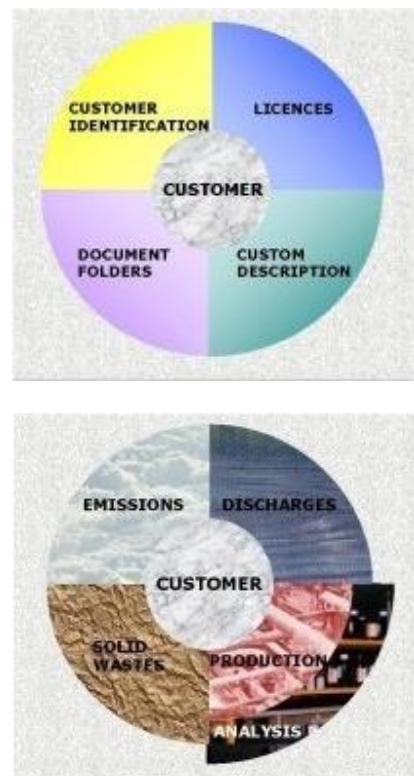 CUSTOMER
IDENTIFICATION
LICENCES
CUSTOMER
DOCUMENT
FOLDERS
CUSTOM
DESCRIPTION
EMISSIONS
DISCHARGES
CUSTOMER
SOLID
WASTES
PRODUCTION
ANALYSIS